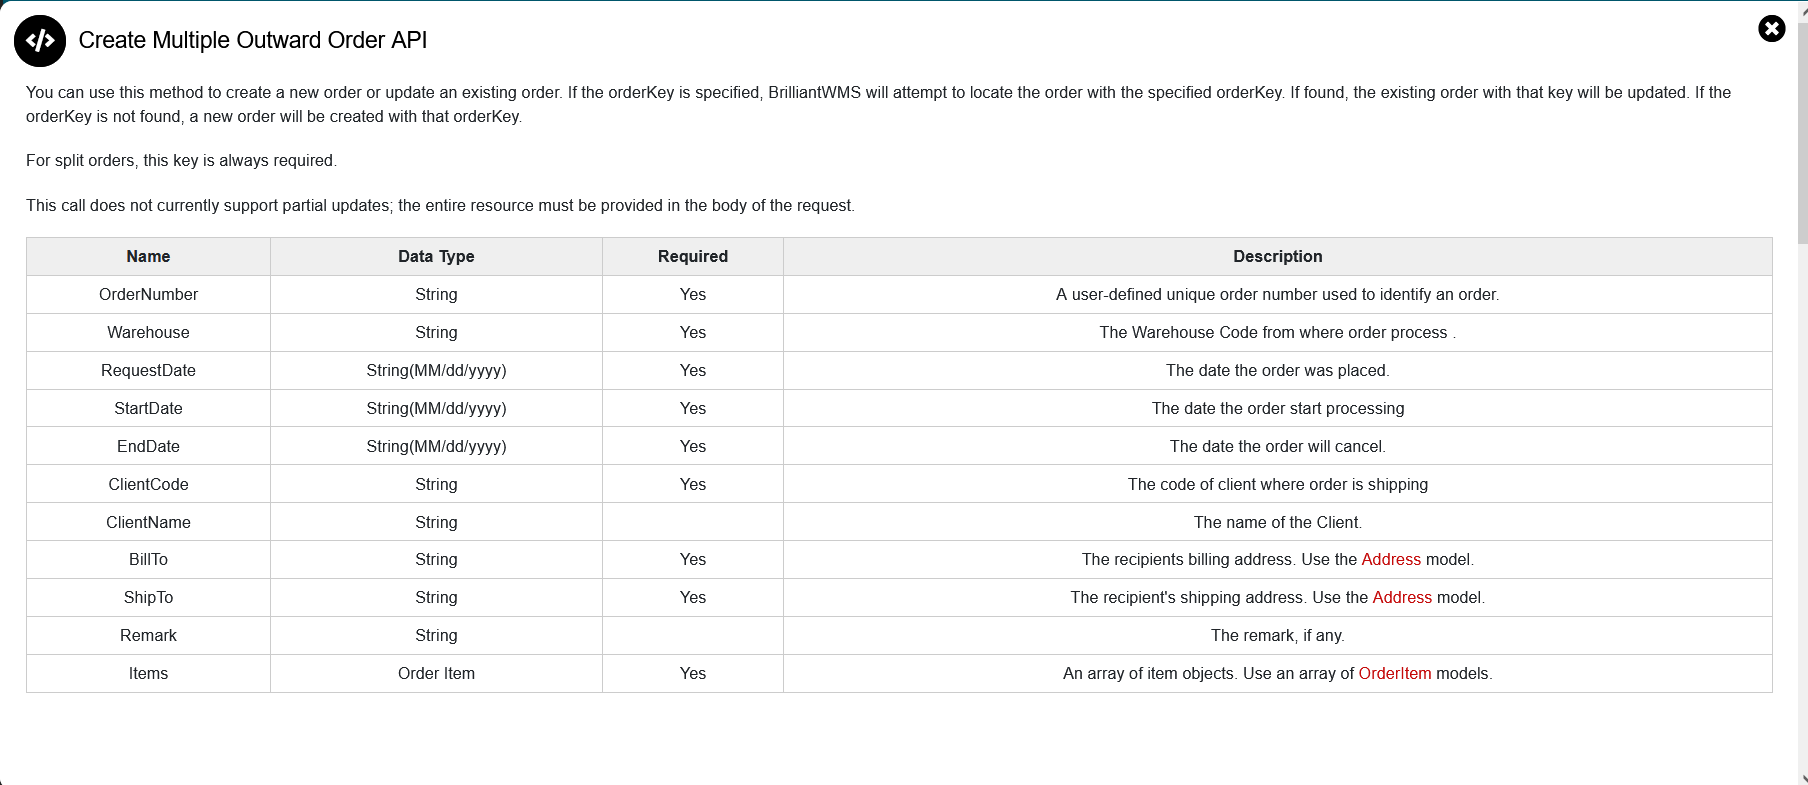 Create Multiple Outward Order API
You can use this method to create a new order or update an existing order. If the orderKey is specified, BrilliantWMS will attempt to locate the order with the specified orderKey. If found, the existing order with that key will be updated. If the
orderKey is not found, a new order will be created with that orderKey.
For split orders, this key is always required.
This call does not currently support partial updates; the entire resource must be provided in the body of the request.
Name Data Type Required Description
OrderNumber String Yes A user-defined unique order number used to identify an order.
Warehouse String Yes The Warehouse Code from where order process .
RequestDate String(MM/dd/yyyy) Yes The date the order was placed.
StartDate String(MM/dd/yyyy) Yes The date the order start processing
EndDate String(MM/dd/yyyy) Yes The date the order will cancel.
ClientCode String Yes The code of client where order is shipping
ClientName String The name of the Client.
BillTo String Yes The recipients billing address. Use the Address model.
ShipTo String Yes The recipient's shipping address. Use the Address model.
Remark String The remark, if any.
Items Order Item Yes An array of item objects. Use an array of OrderItem models.